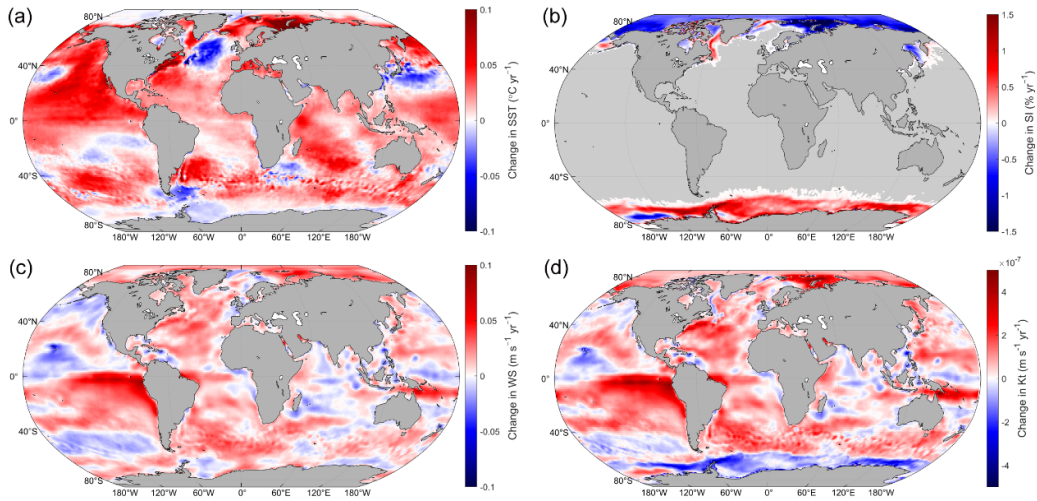 (a)
80°N
40°N
0°
40°S
80°S
180°W 120°W 60°W 0° 60°E 120°E 180°W
0.1
0.05
0
-0.05
-0.1
Change in SST (°C yr⁻¹)
(b)
80°N
40°N
0°
40°S
80°S
180°W 120°W 60°W 0° 60°E 120°E 180°W
1.5
1
0.5
0
-0.5
-1
-1.5
Change in SI (% yr⁻¹)
(c)
80°N
40°N
0°
40°S
80°S
180°W 120°W 60°W 0° 60°E 120°E 180°W
0.1
0.05
0
-0.05
-0.1
Change in WS (m s⁻¹ yr⁻¹)
(d)
80°N
40°N
0°
40°S
80°S
180°W 120°W 60°W 0° 60°E 120°E 180°W
×10⁻⁷
4
2
0
-2
-4
Change in Kt (m s⁻¹ yr⁻¹)